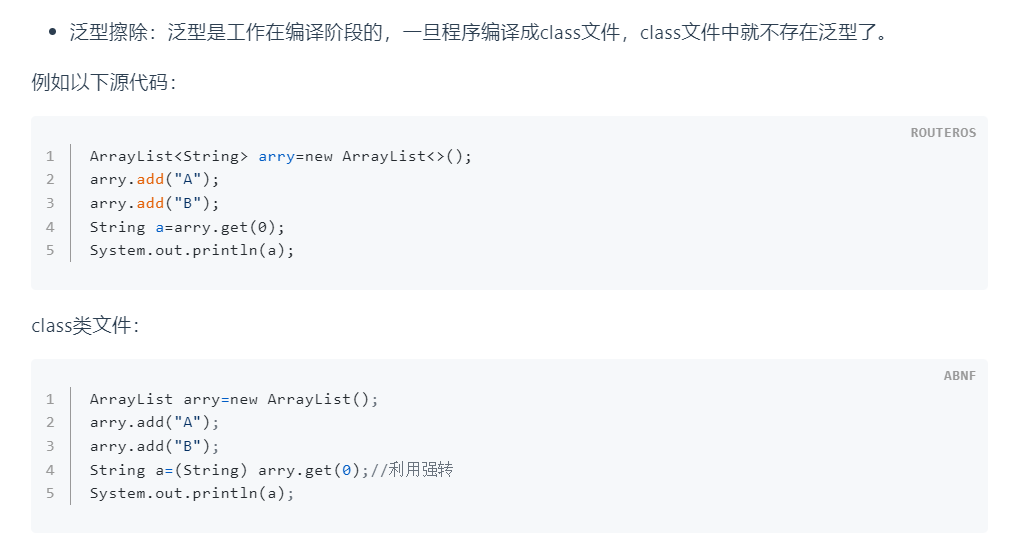 • 泛型擦除：泛型是工作在编译阶段的，一旦程序编译成class文件，class文件中就不存在泛型了。
例如以下源代码：
ROUTEROS
1 ArrayList<String> arry=new ArrayList<>();
2 arry.add("A");
3 arry.add("B");
4 String a=arry.get(0);
5 System.out.println(a);
class类文件：
ABNF
1 ArrayList arry=new ArrayList();
2 arry.add("A");
3 arry.add("B");
4 String a=(String) arry.get(0);//利用强转
5 System.out.println(a);